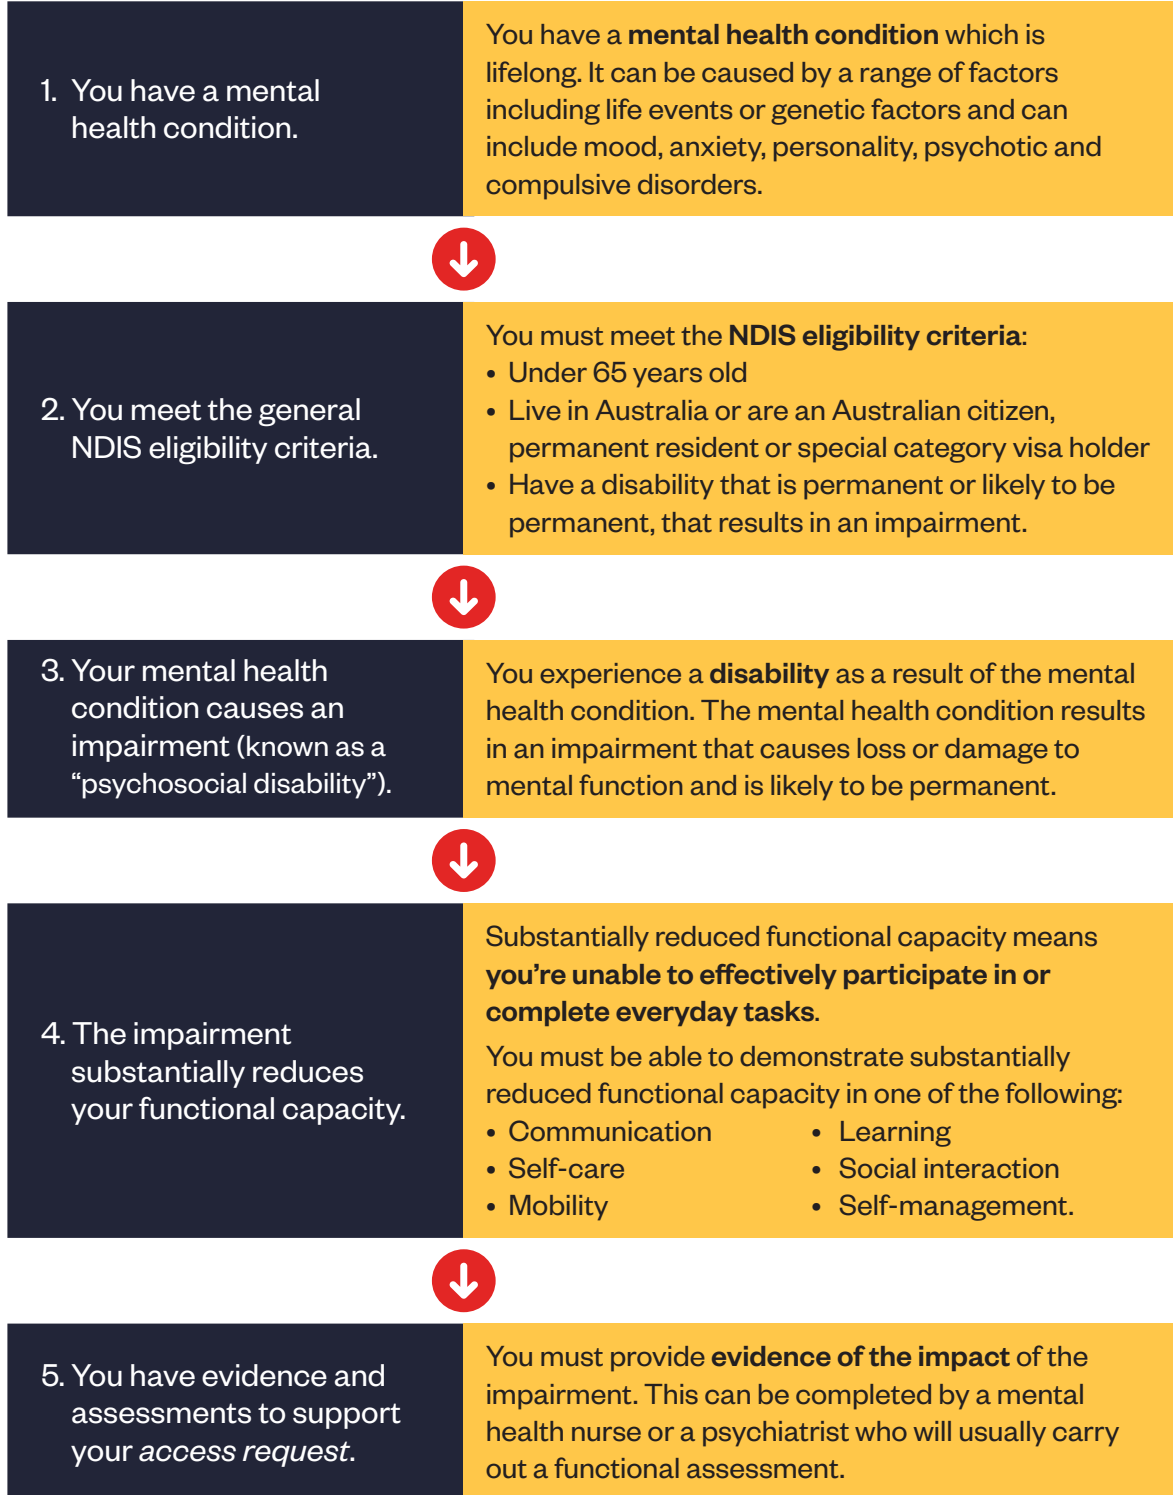 1. You have a mental
health condition.
You have a mental health condition which is
lifelong. It can be caused by a range of factors
including life events or genetic factors and can
include mood, anxiety, personality, psychotic and
compulsive disorders.
2. You meet the general
NDIS eligibility criteria.
You must meet the NDIS eligibility criteria:
• Under 65 years old
• Live in Australia or are an Australian citizen,
permanent resident or special category visa holder
• Have a disability that is permanent or likely to be
permanent, that results in an impairment.
3. Your mental health
condition causes an
impairment (known as a
“psychosocial disability”).
You experience a disability as a result of the mental
health condition. The mental health condition results
in an impairment that causes loss or damage to
mental function and is likely to be permanent.
4. The impairment
substantially reduces
your functional capacity.
Substantially reduced functional capacity means
you’re unable to effectively participate in or
complete everyday tasks.
You must be able to demonstrate substantially
reduced functional capacity in one of the following:
• Communication
• Self-care
• Mobility
• Learning
• Social interaction
• Self-management.
5. You have evidence and
assessments to support
your access request.
You must provide evidence of the impact of the
impairment. This can be completed by a mental
health nurse or a psychiatrist who will usually carry
out a functional assessment.